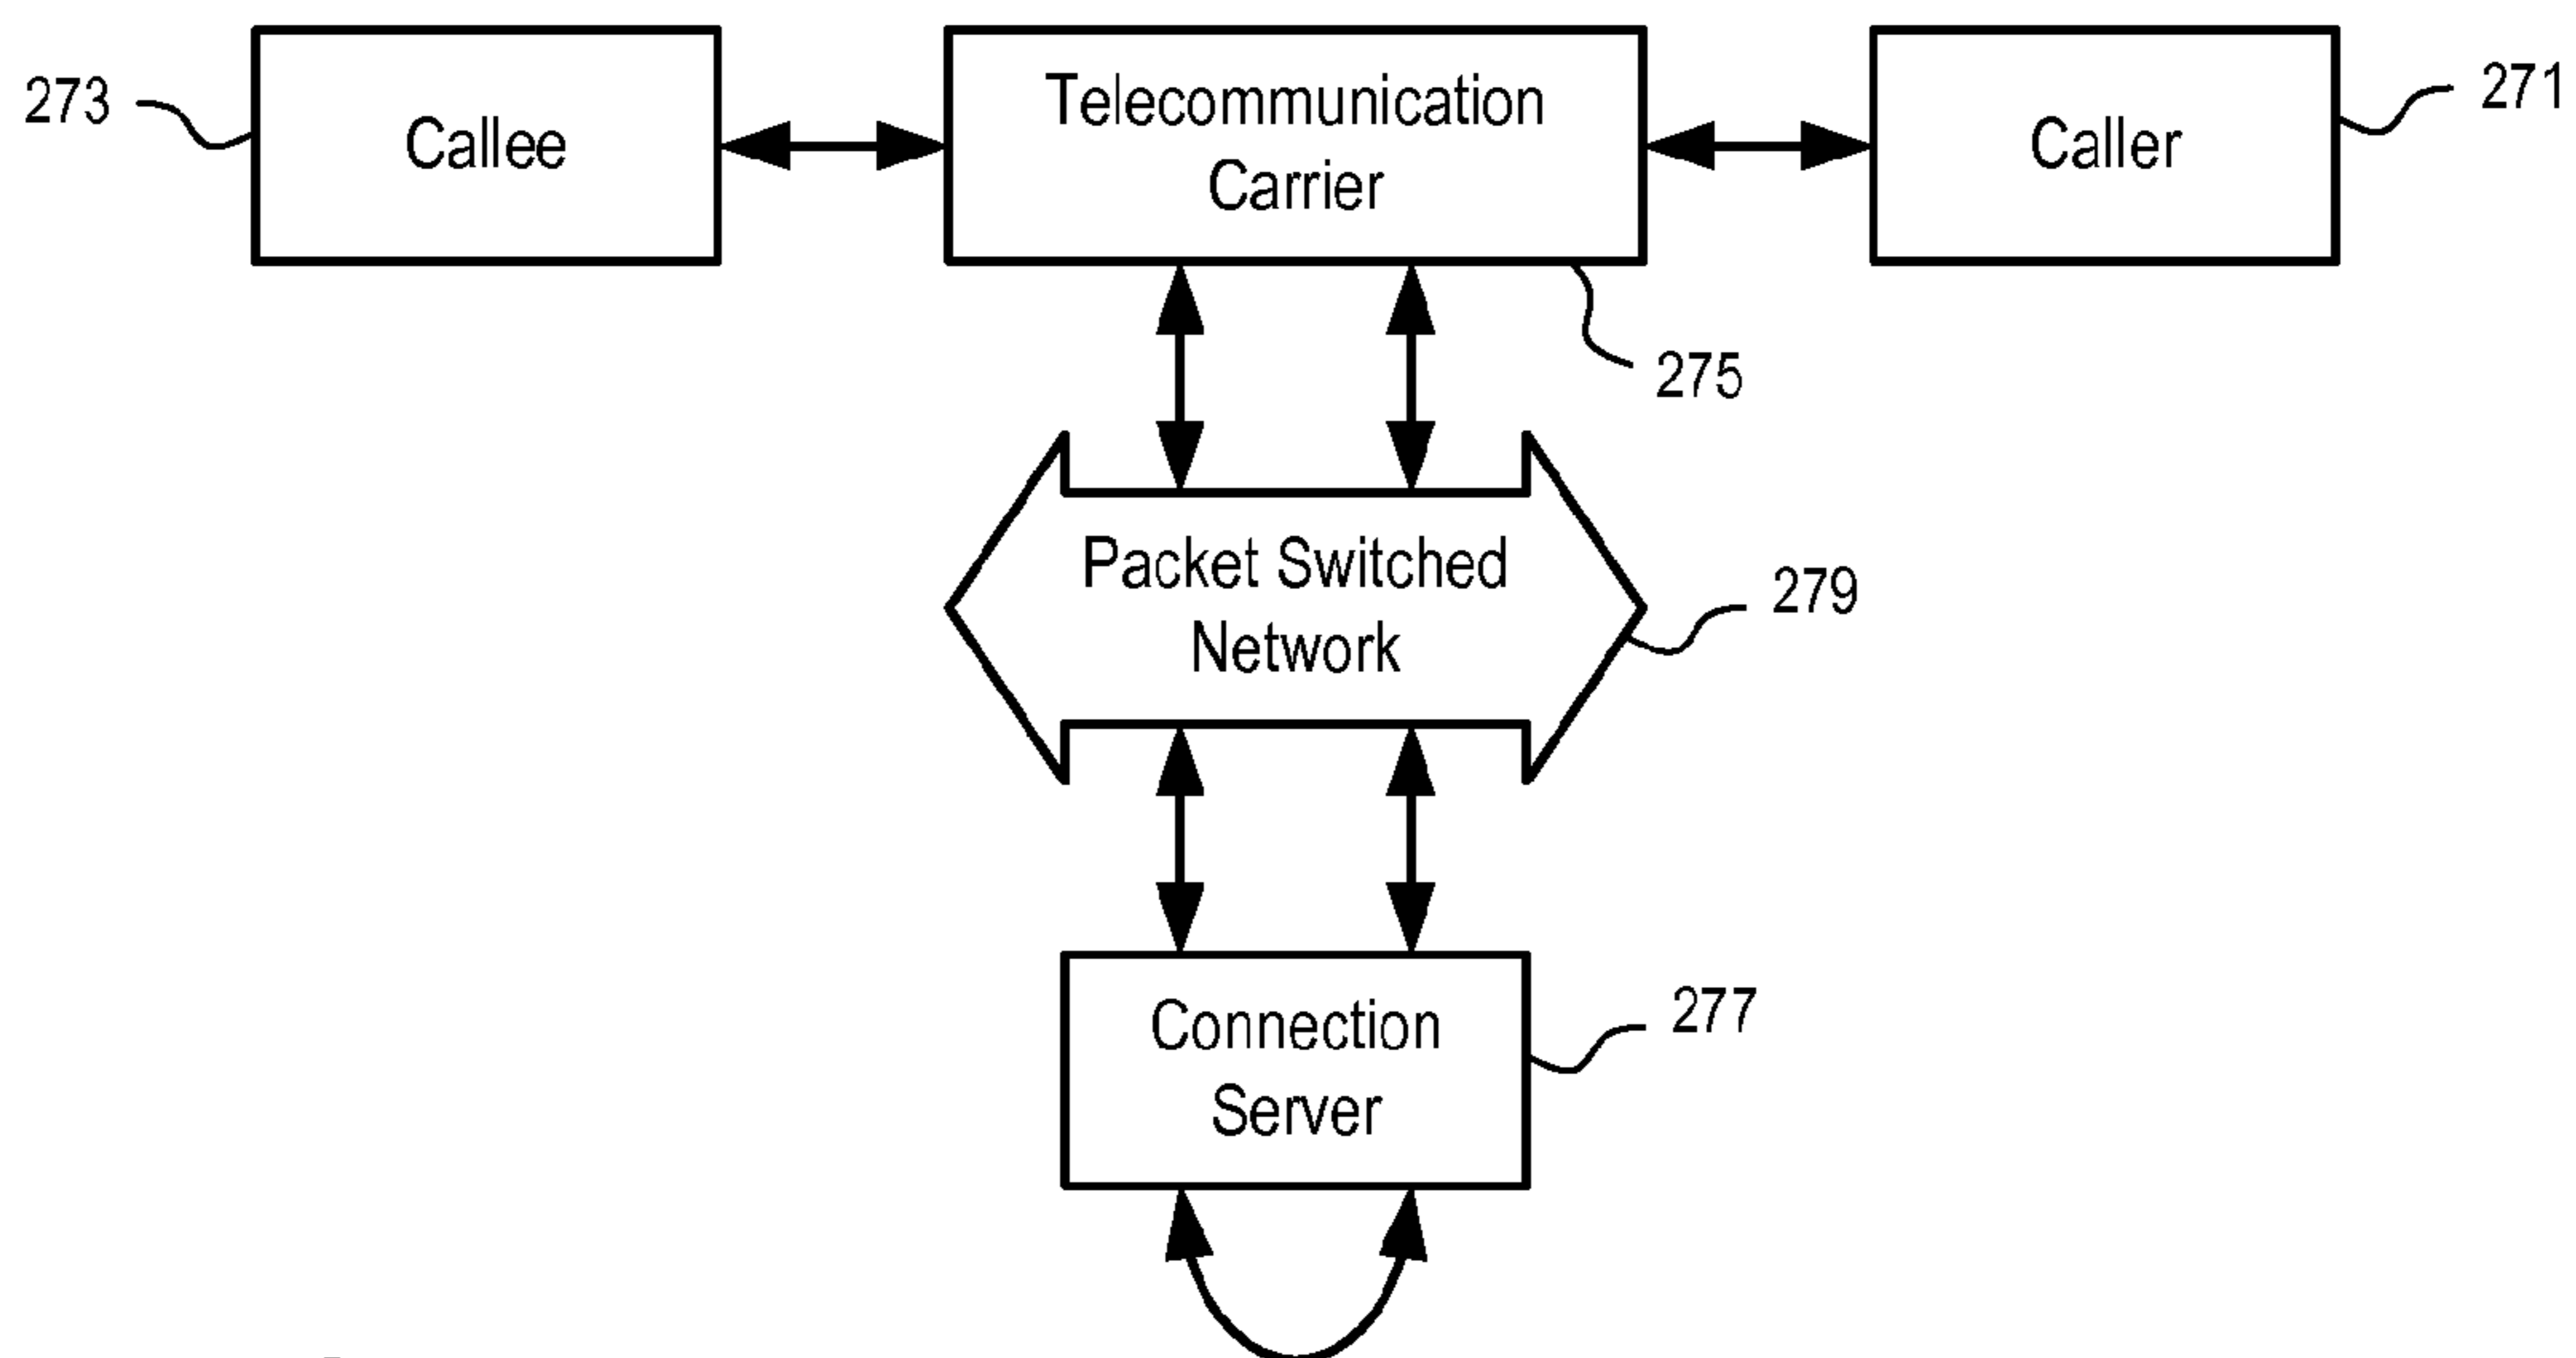 273
Callee
Telecommunication
Carrier
Caller
271
275
Packet Switched
Network
279
Connection
Server
277